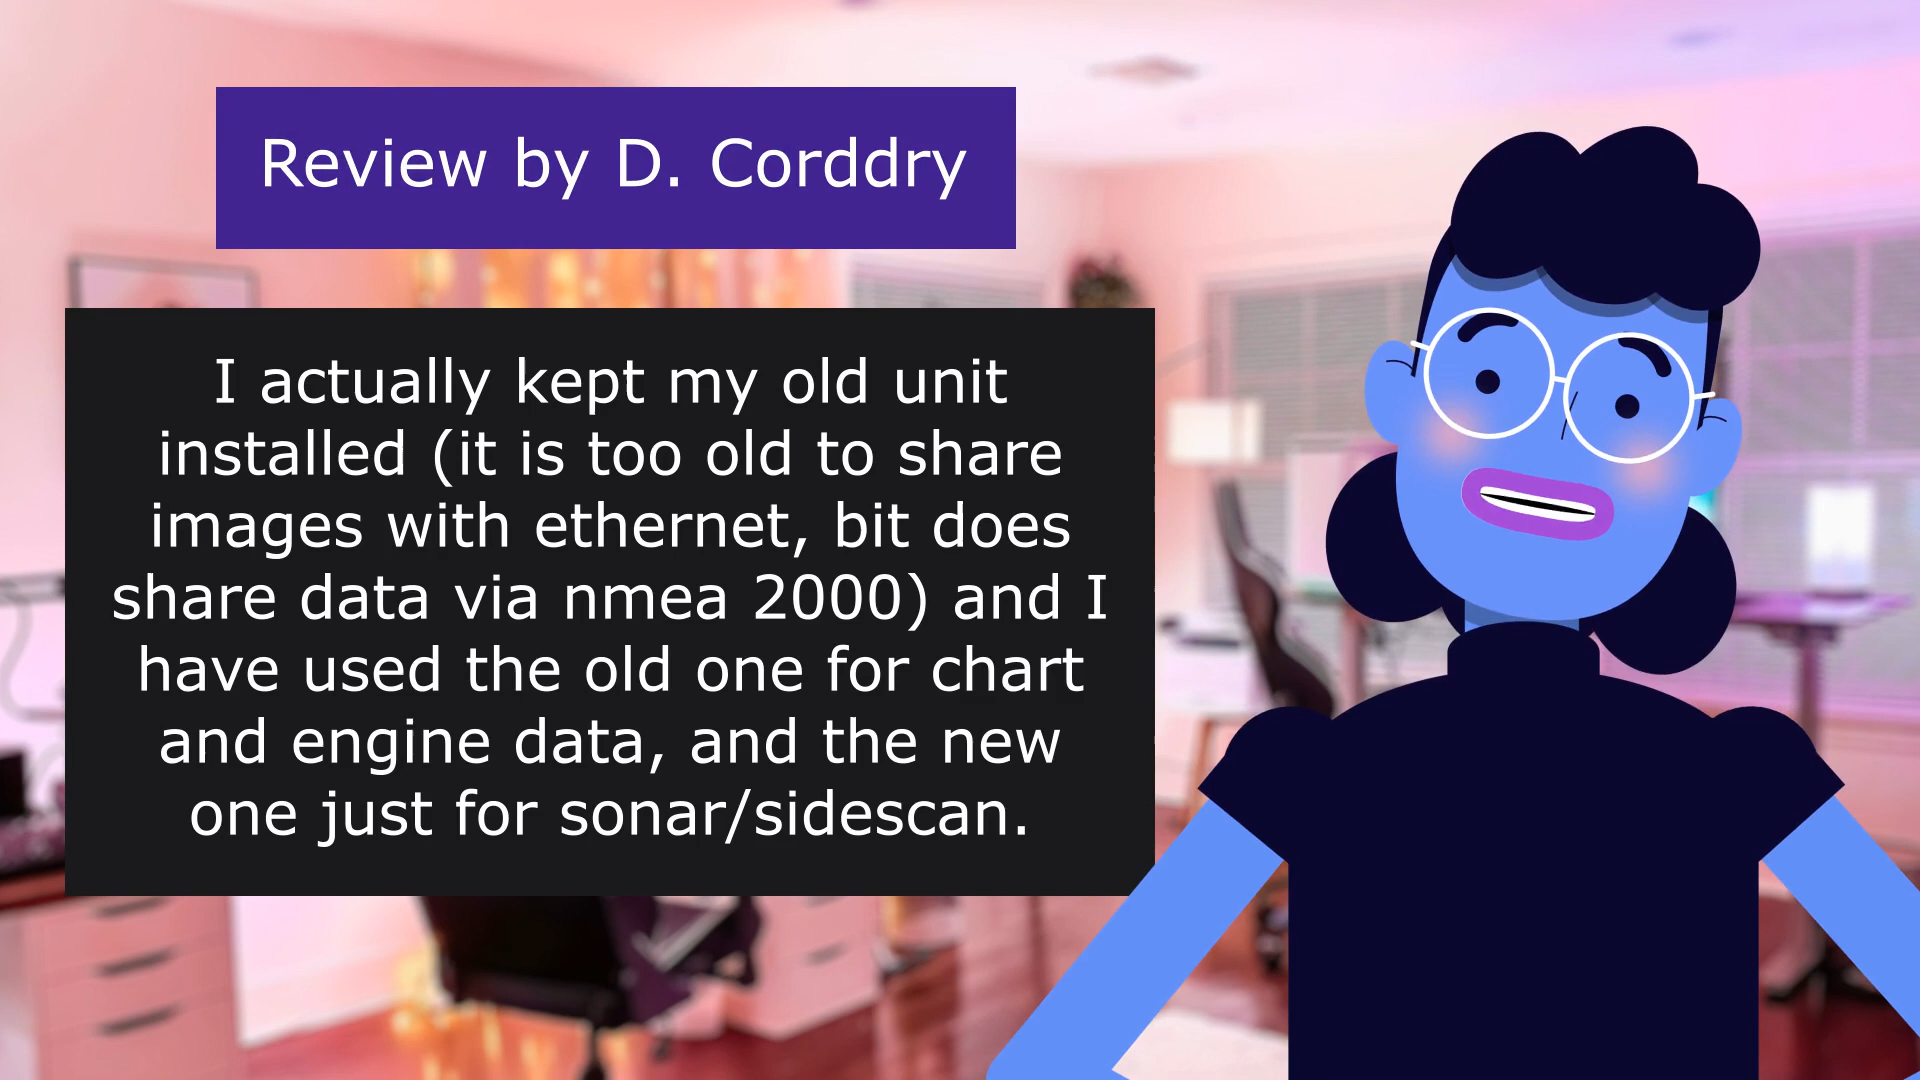 Review by D. Corddry
I actually kept my old unit
installed (it is too old to share
images with ethernet, bit does
share data via nmea 2000) and I
have used the old one for chart
and engine data, and the new
one just for sonar/sidescan.